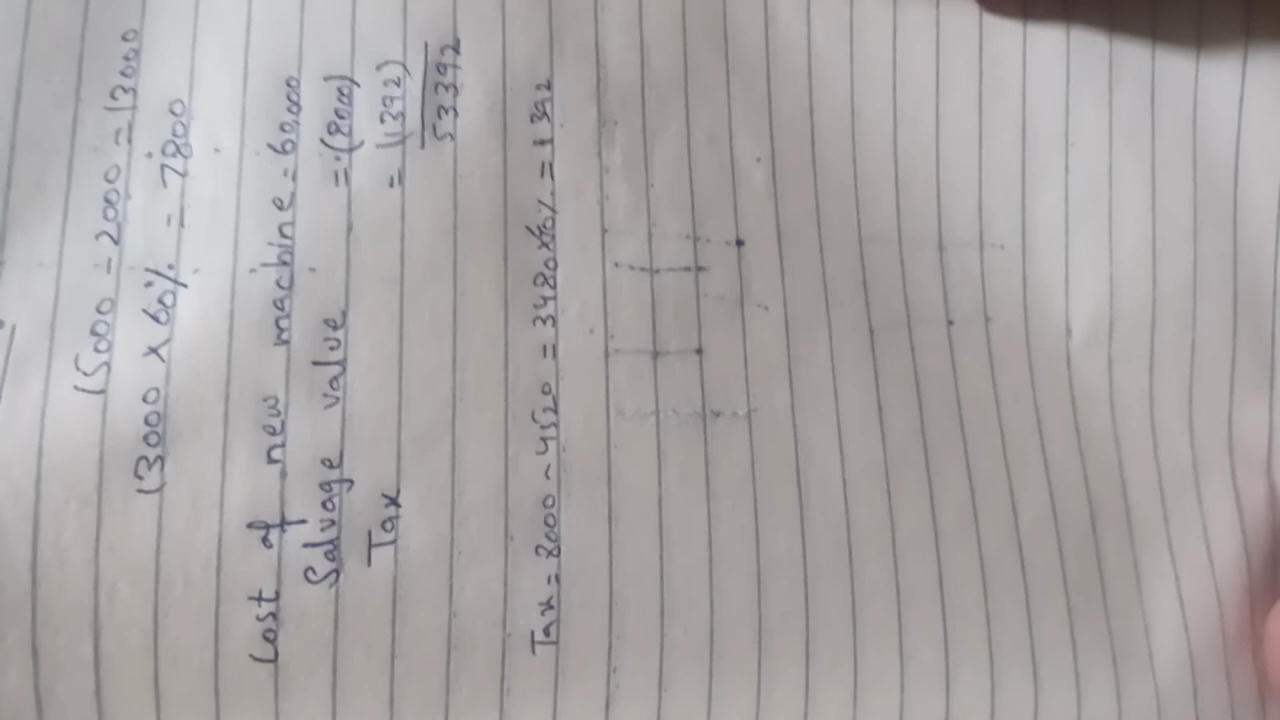 15000 - 2000 = 13000
13000 x 60% = 7800
Cost of new machine = 60,000
Salvage value = (8000)
Tax = (1392)
53392
Tax = 8000 - 4520 = 3480 x 40% = 1392